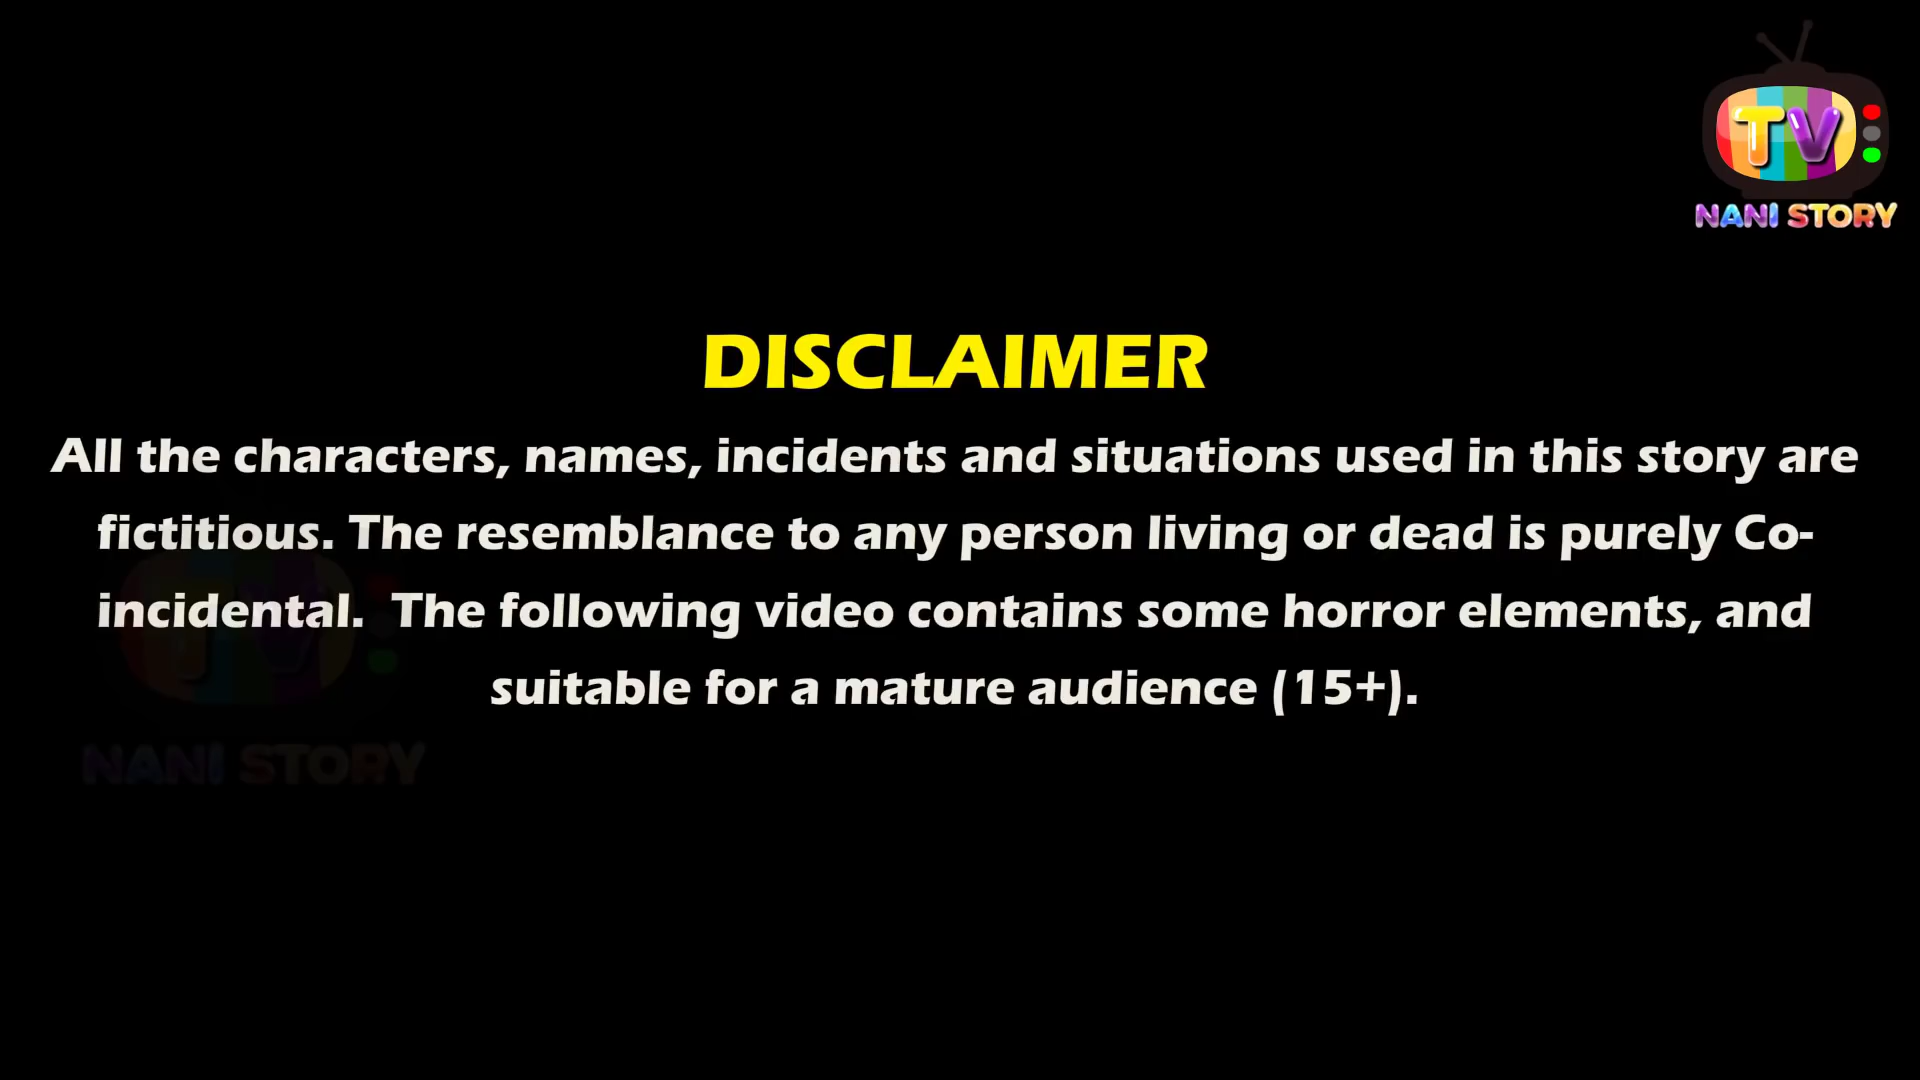 TV
NANI STORY
DISCLAIMER
All the characters, names, incidents and situations used in this story are
fictitious. The resemblance to any person living or dead is purely Co-
incidental.  The following video contains some horror elements, and
suitable for a mature audience (15+).
TV
NANI STORY